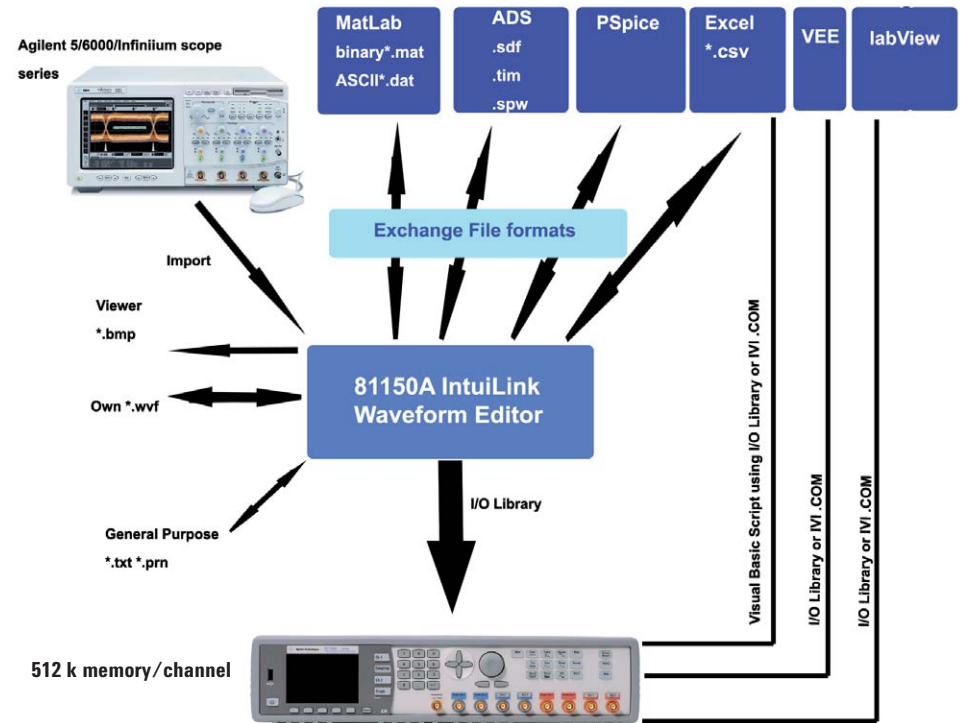 Agilent 5/6000/Infiniium scope
series
MatLab
binary*.mat
ASCII*.dat
ADS
.sdf
.tim
.spw
PSpice
Excel
*.csv
VEE
labView
Exchange File formats
Import
Viewer
*.bmp
Own *.wvf
General Purpose
*.txt *.prn
81150A IntuiLink
Waveform Editor
I/O Library
Visual Basic Script using I/O Library or IVI .COM
I/O Library or IVI .COM
I/O Library or IVI .COM
512 k memory/channel